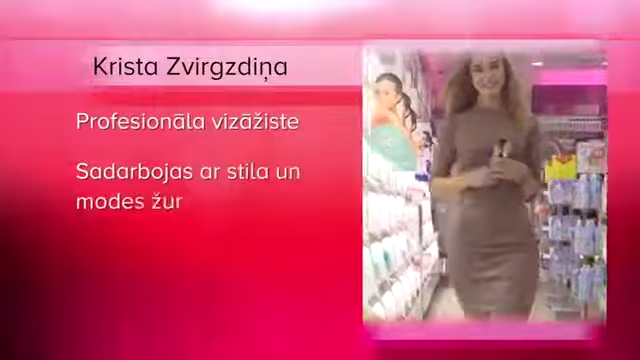 Krista Zvirgzdiņa
Profesionāla vizāžiste
Sadarbojas ar stila un
modes žur